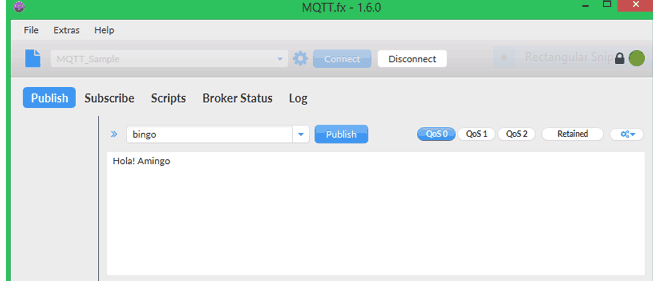 MQTT.fx - 1.6.0
File Extras Help
MQTT_Sample Connect Disconnect Rectangular Snip
Publish Subscribe Scripts Broker Status Log
bingo Publish QoS 0 QoS 1 QoS 2 Retained
Hola! Amingo